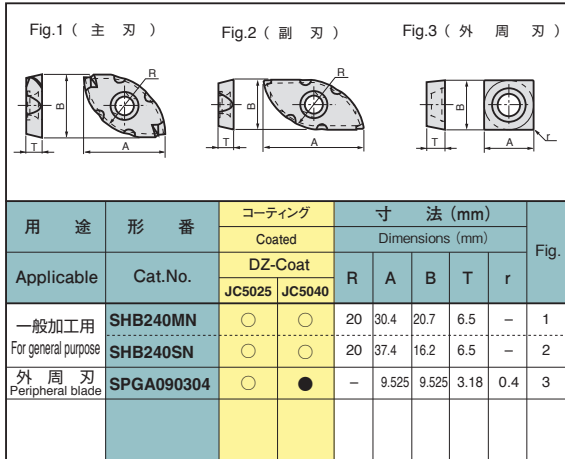 Fig.1 ( 主 刃 )
Fig.2 ( 副 刃 )
Fig.3 ( 外 周 刃 )
R
B
T
A
R
B
T
A
B
T
A
r
用 途
形 番
コーティング
寸 法 (mm)
Fig.
Coated
Dimensions (mm)
Applicable
Cat.No.
DZ-Coat
R A B T r
JC5025 JC5040
一般加工用
For general purpose
SHB240MN ○ ○ 20 30.4 20.7 6.5 – 1
SHB240SN ○ ○ 20 37.4 16.2 6.5 – 2
外 周 刃
Peripheral blade
SPGA090304 ○ ● – 9.525 9.525 3.18 0.4 3